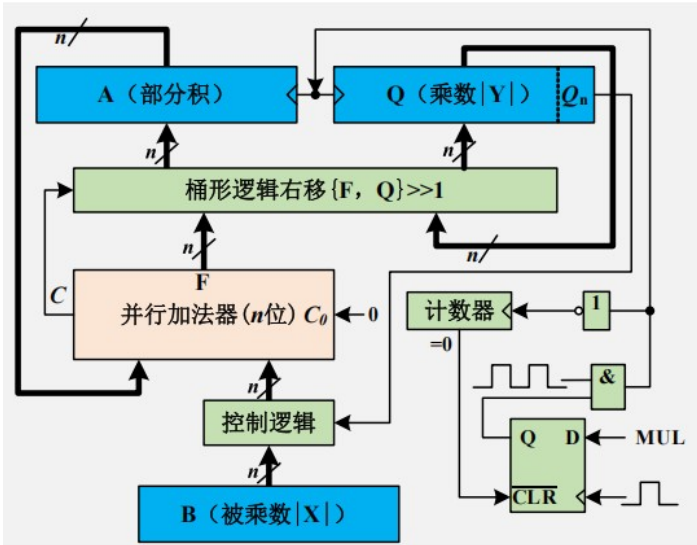 n
A（部分积）
Q（乘数|Y|）
Qn
n
n
桶形逻辑右移{F，Q}>>1
n
n
C
F
并行加法器(n位) C0
0
计数器
1
=0
n
&
控制逻辑
Q
D
MUL
n
CLR
B（被乘数|X|）